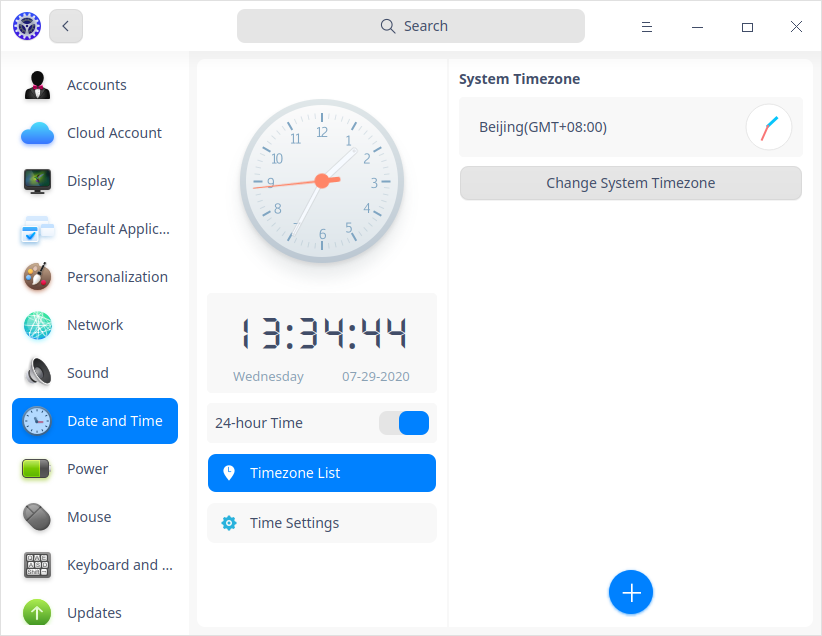 Search
Accounts
Cloud Account
Display
Default Applic...
Personalization
Network
Sound
Date and Time
Power
Mouse
Keyboard and ...
Updates
12
1
2
3
4
5
6
7
8
9
10
11
13:34:44
Wednesday 07-29-2020
24-hour Time
Timezone List
Time Settings
System Timezone
Beijing(GMT+08:00)
Change System Timezone